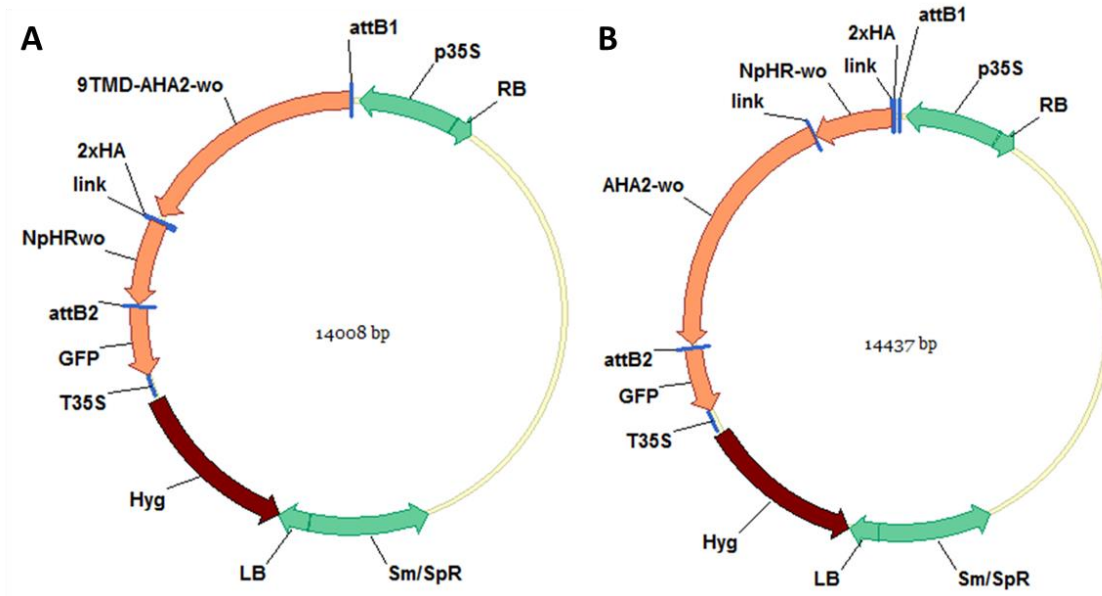 A
attB1
p35S
RB
9TMD-AHA2-wo
2xHA
link
NpHRwo
attB2
GFP
T35S
Hyg
LB
Sm/SpR
14008 bp
B
attB1
2xHA
link
NpHR-wo
link
p35S
RB
AHA2-wo
attB2
GFP
T35S
Hyg
LB
Sm/SpR
14437 bp